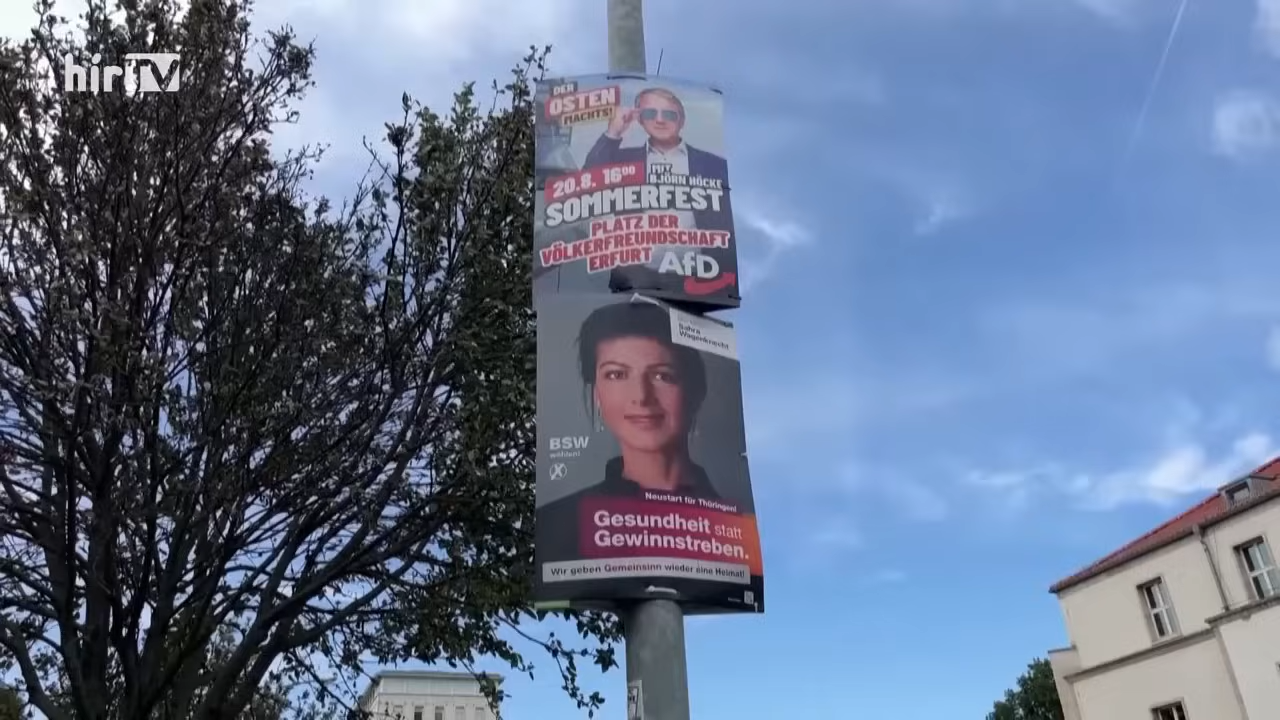 hirTV
DER
OSTEN
MACHTS!
20.8. 16⁰⁰
MIT
BJÖRN HÖCKE
SOMMERFEST
PLATZ DER
VÖLKERFREUNDSCHAFT
ERFURT
AfD
Sahra
Wagenknecht
BSW
wählen!
Neustart für Thüringen!
Gesundheit statt
Gewinnstreben.
Wir geben Gemeinsinn wieder eine Heimat!